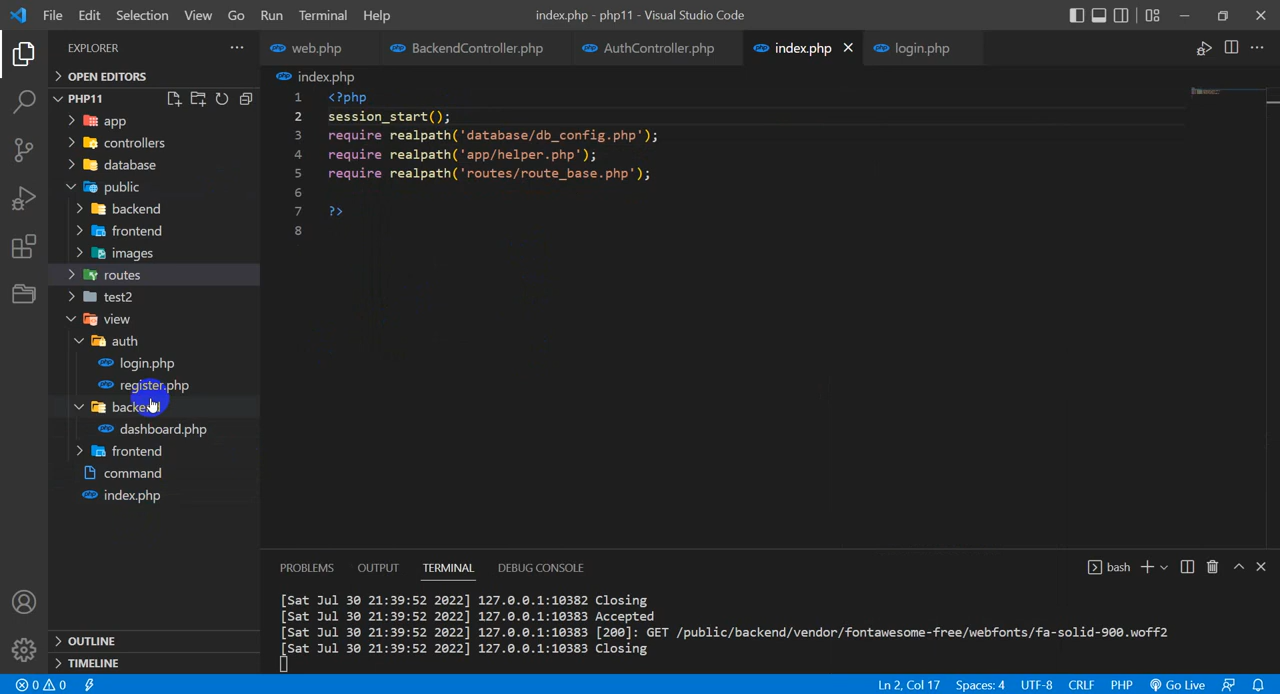 File Edit Selection View Go Run Terminal Help index.php - php11 - Visual Studio Code
EXPLORER
web.php BackendController.php AuthController.php index.php login.php
OPEN EDITORS
index.php
PHP11
app
controllers
database
public
backend
frontend
images
routes
test2
view
auth
login.php
register.php
dashboard.php
frontend
command
index.php
OUTLINE
TIMELINE
1 <?php
2 session_start();
3 require realpath('database/db_config.php');
4 require realpath('app/helper.php');
5 require realpath('routes/route_base.php');
6
7 ?>
8
PROBLEMS OUTPUT TERMINAL DEBUG CONSOLE bash
[Sat Jul 30 21:39:52 2022] 127.0.0.1:10382 Closing
[Sat Jul 30 21:39:52 2022] 127.0.0.1:10383 Accepted
[Sat Jul 30 21:39:52 2022] 127.0.0.1:10383 [200]: GET /public/backend/vendor/fontawesome-free/webfonts/fa-solid-900.woff2
[Sat Jul 30 21:39:52 2022] 127.0.0.1:10383 Closing
0 0 Ln 2, Col 17 Spaces: 4 UTF-8 CRLF PHP Go Live